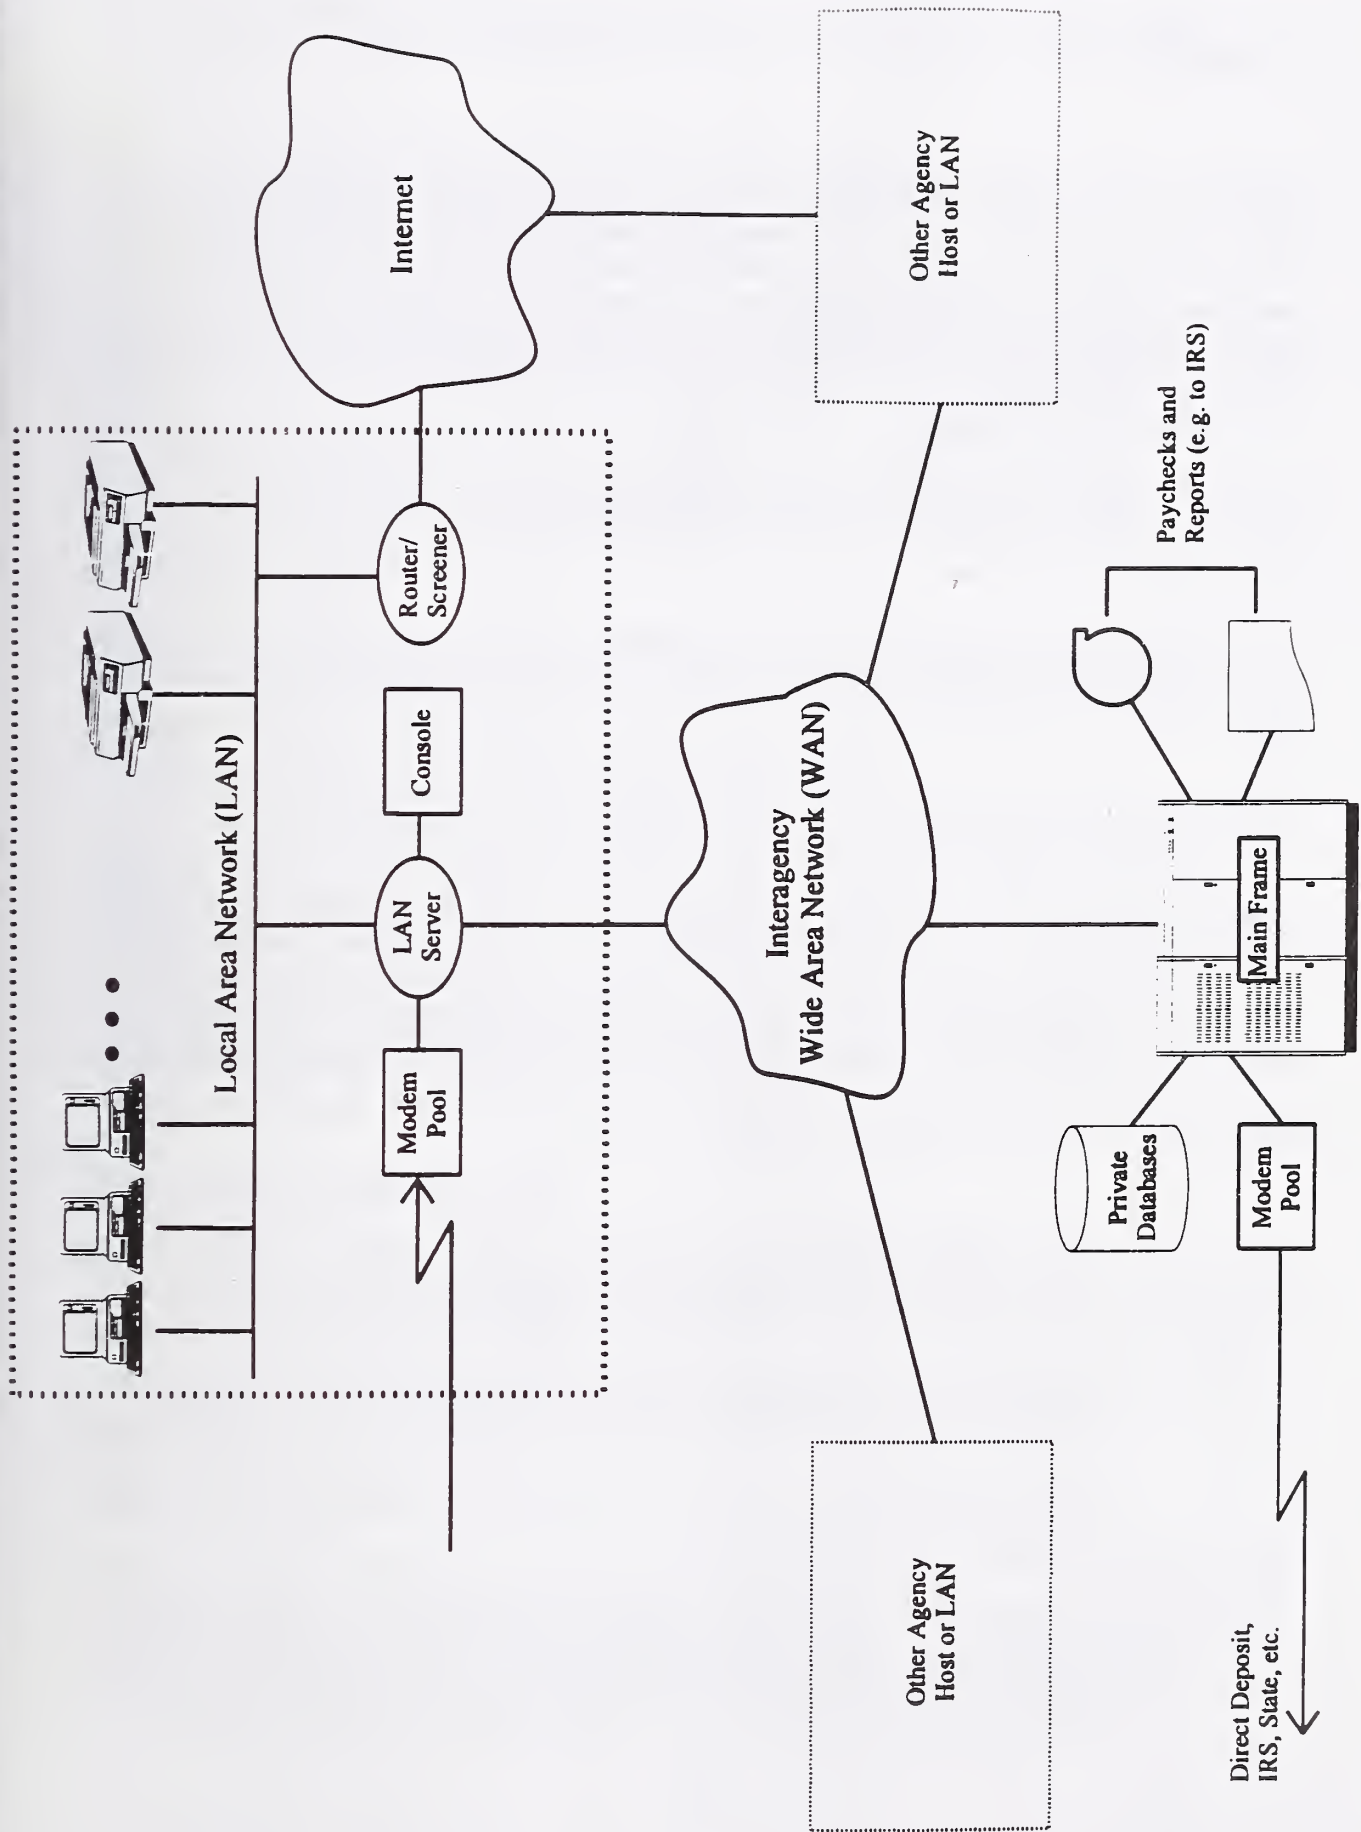 Local Area Network (LAN)
Modem
Pool
LAN
Server
Console
Router/
Screener
Internet
Interagency
Wide Area Network (WAN)
Other Agency
Host or LAN
Other Agency
Host or LAN
Private
Databases
Modem
Pool
Main Frame
Paychecks and
Reports (e.g. to IRS)
Direct Deposit,
IRS, State, etc.